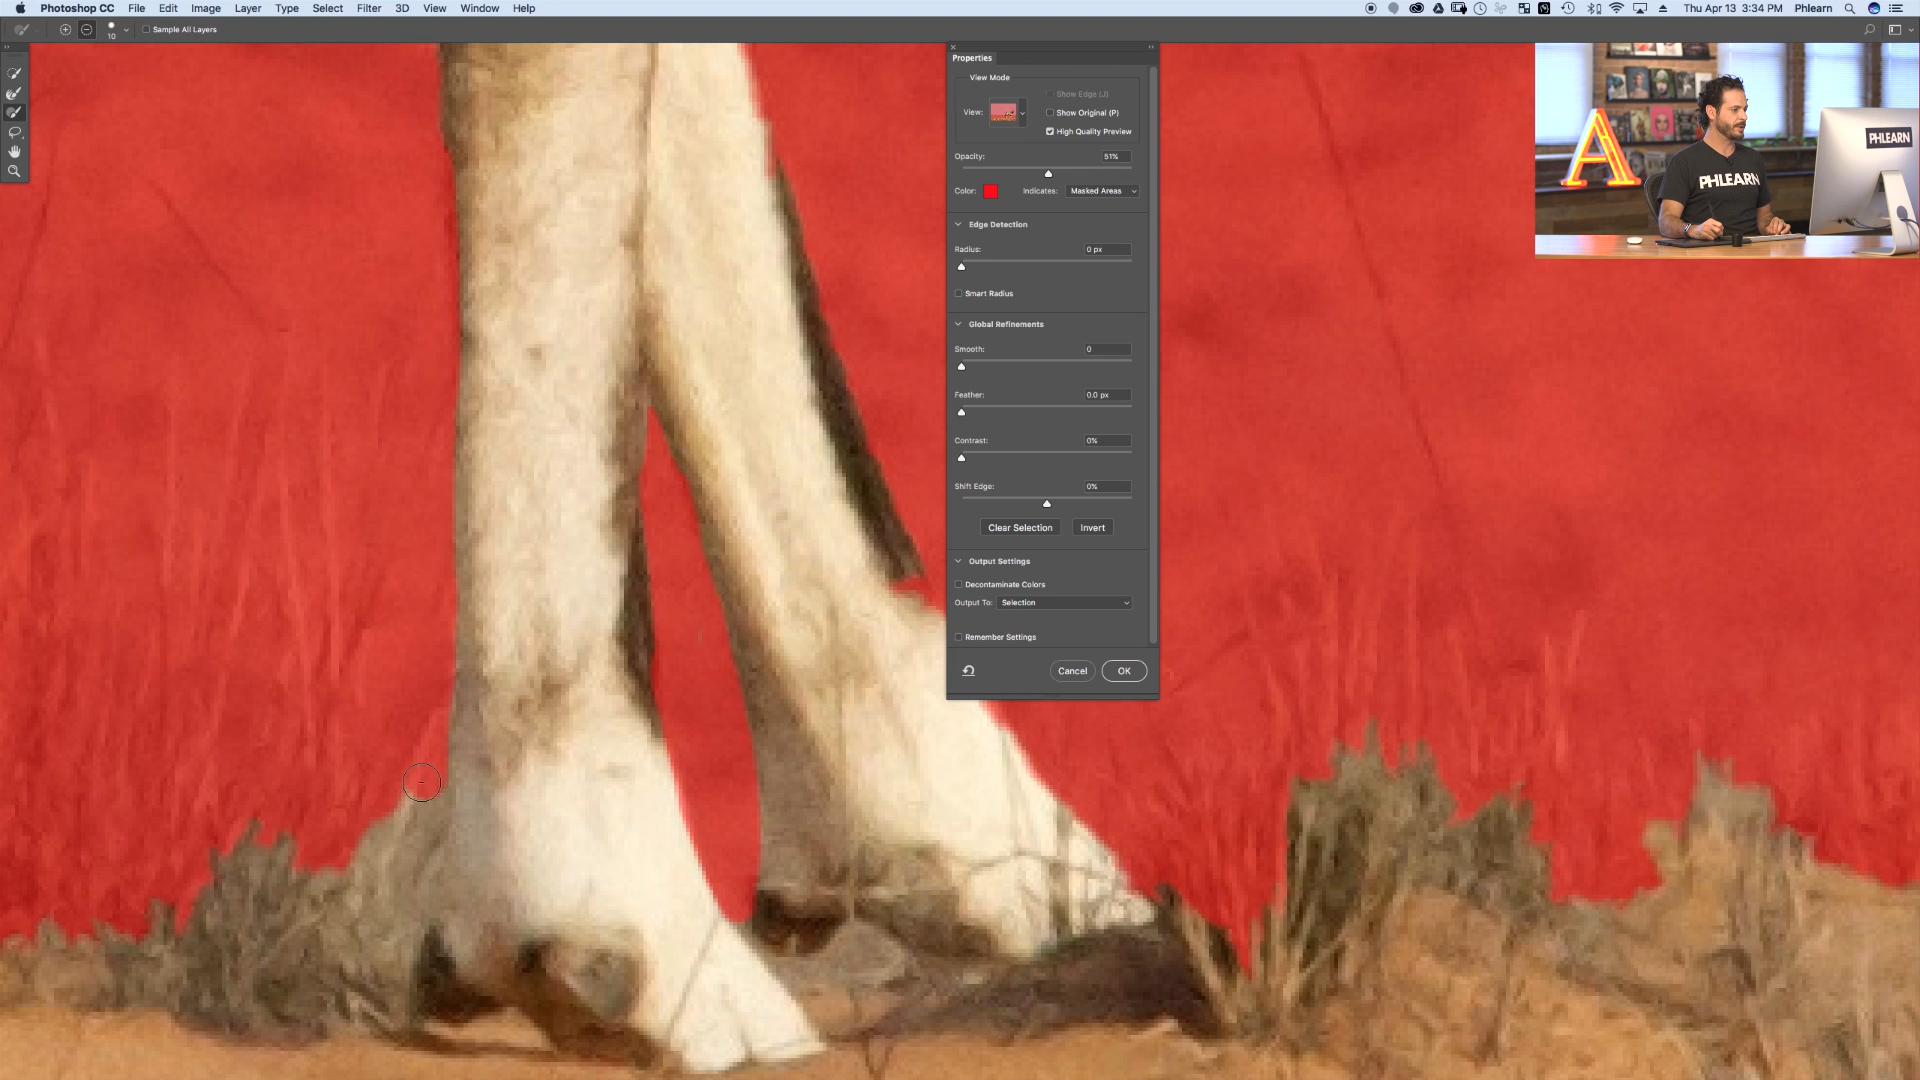 Photoshop CC File Edit Image Layer Type Select Filter 3D View Window Help Thu Apr 13 3:34 PM Phlearn
10 Sample All Layers
Properties
View Mode
Show Edge (J)
View: Show Original (P)
High Quality Preview
Opacity: 51%
Color: Indicates: Masked Areas
Edge Detection
Radius: 0 px
Smart Radius
Global Refinements
Smooth: 0
Feather: 0.0 px
Contrast: 0%
Shift Edge: 0%
Clear Selection Invert
Output Settings
Decontaminate Colors
Output To: Selection
Remember Settings
Cancel OK
A
PHLEARN
PHLEARN